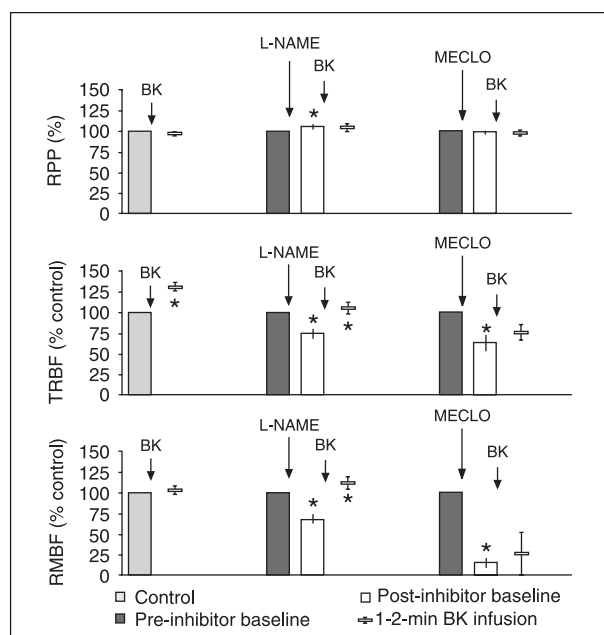 L-NAME
MECLO
BK
BK
BK
RPP (%)
150
125
100
75
50
25
0
*
L-NAME
MECLO
BK
BK
BK
TRBF (% control)
150
125
100
75
50
25
0
*
*
*
*
L-NAME
MECLO
BK
BK
BK
RMBF (% control)
150
125
100
75
50
25
0
*
*
*
Control
Post-inhibitor baseline
Pre-inhibitor baseline
1-2-min BK infusion